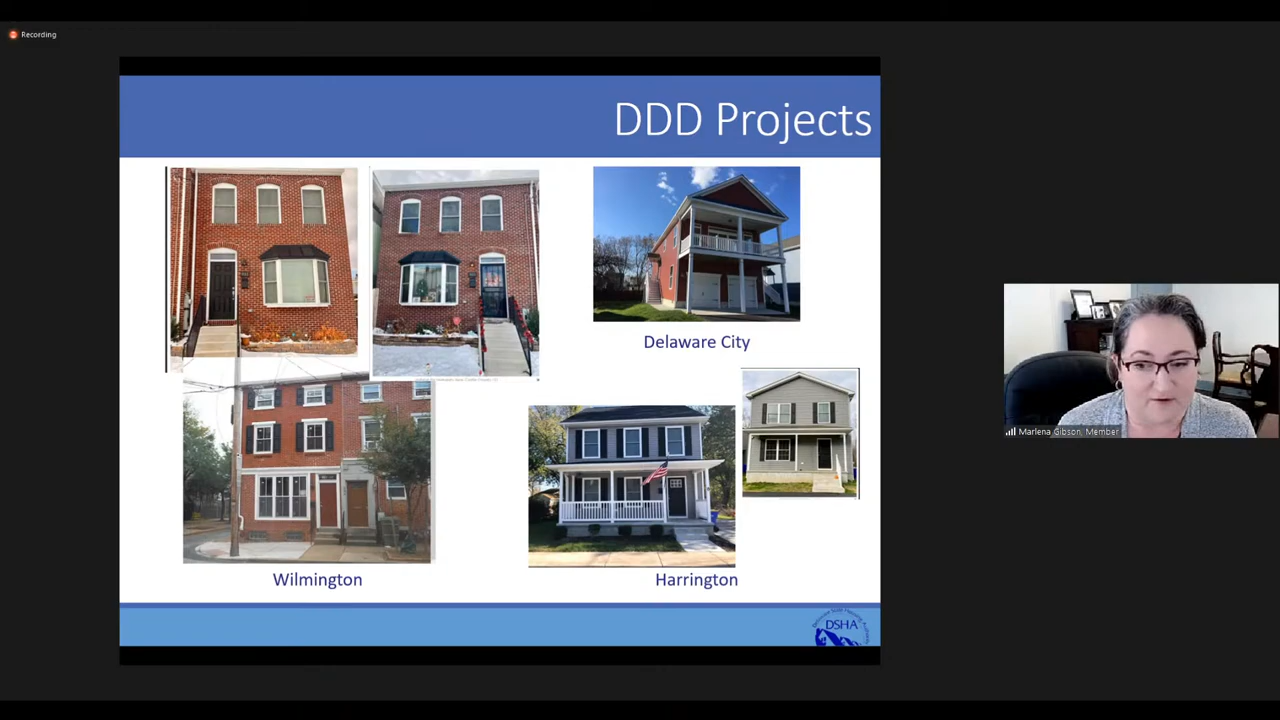 Recording
DDD Projects
Delaware City
Wilmington
Harrington
DSHA
Marlena Gibson, Member